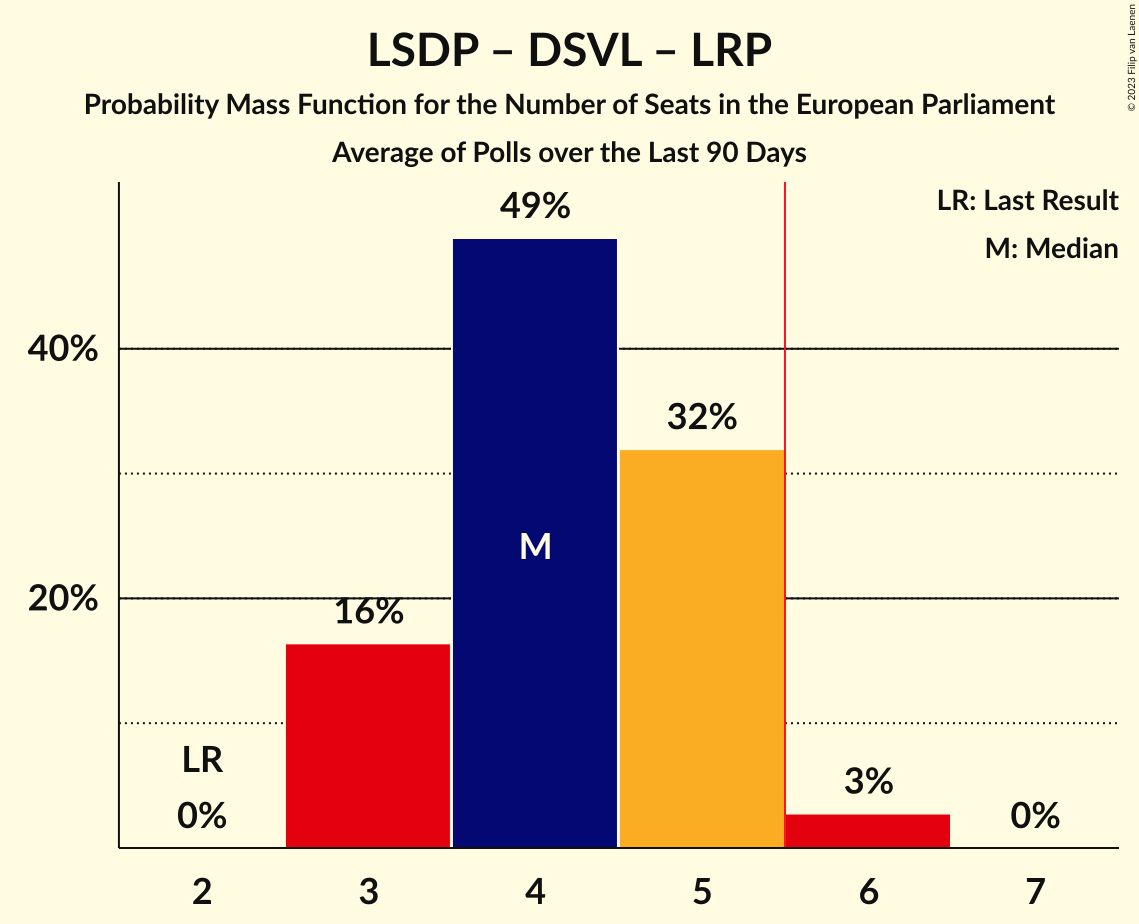 LSDP – DSVL – LRP
Probability Mass Function for the Number of Seats in the European Parliament
Average of Polls over the Last 90 Days
© 2023 Filip van Laenen
LR: Last Result
M: Median
49%
40%
32%
M
20%
16%
LR
0%
3%
0%
2 3 4 5 6 7